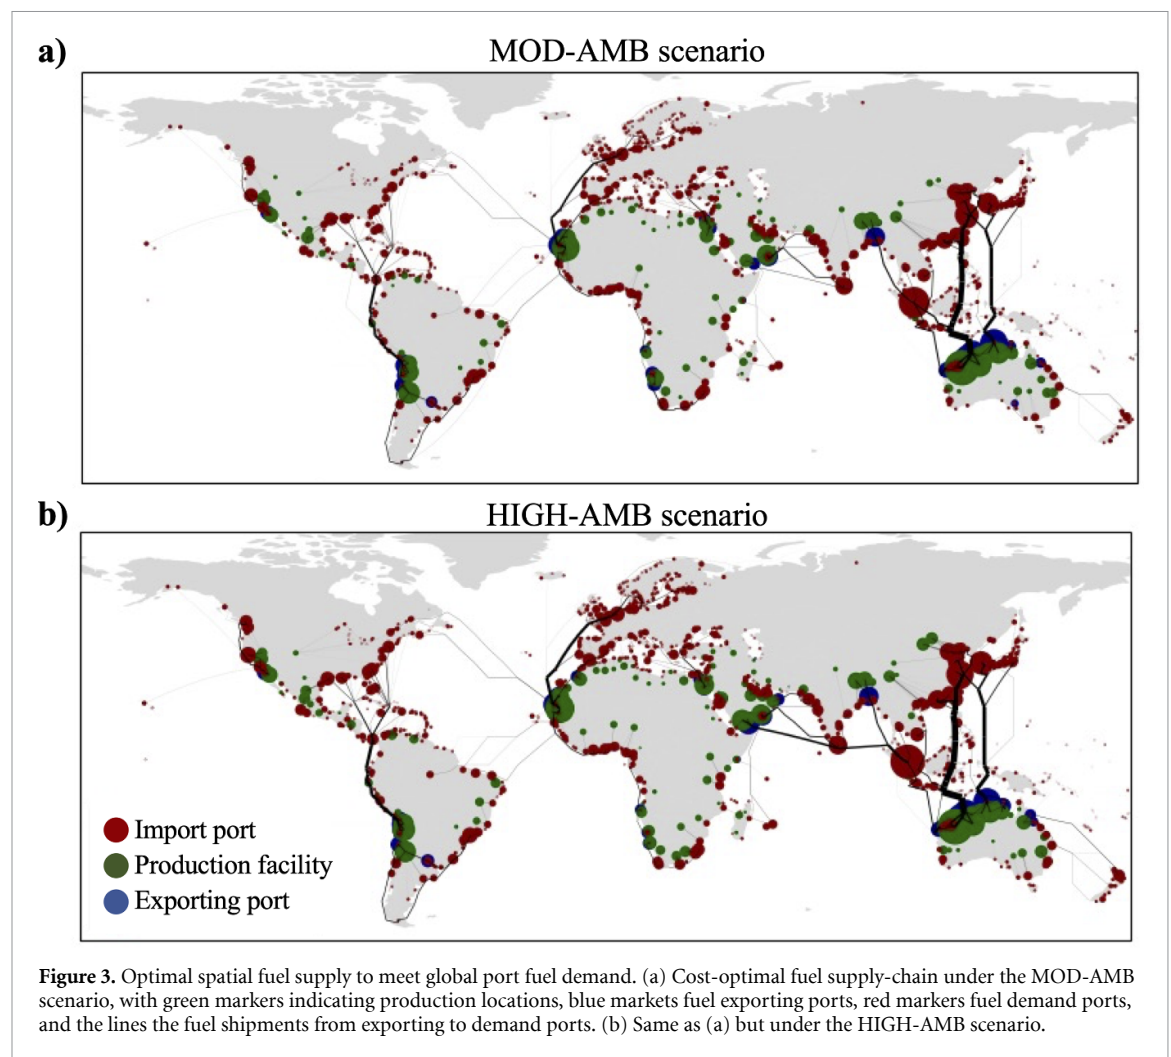 a)
MOD-AMB scenario
b)
HIGH-AMB scenario
Import port
Production facility
Exporting port
Figure 3. Optimal spatial fuel supply to meet global port fuel demand. (a) Cost-optimal fuel supply-chain under the MOD-AMB
scenario, with green markers indicating production locations, blue markets fuel exporting ports, red markers fuel demand ports,
and the lines the fuel shipments from exporting to demand ports. (b) Same as (a) but under the HIGH-AMB scenario.